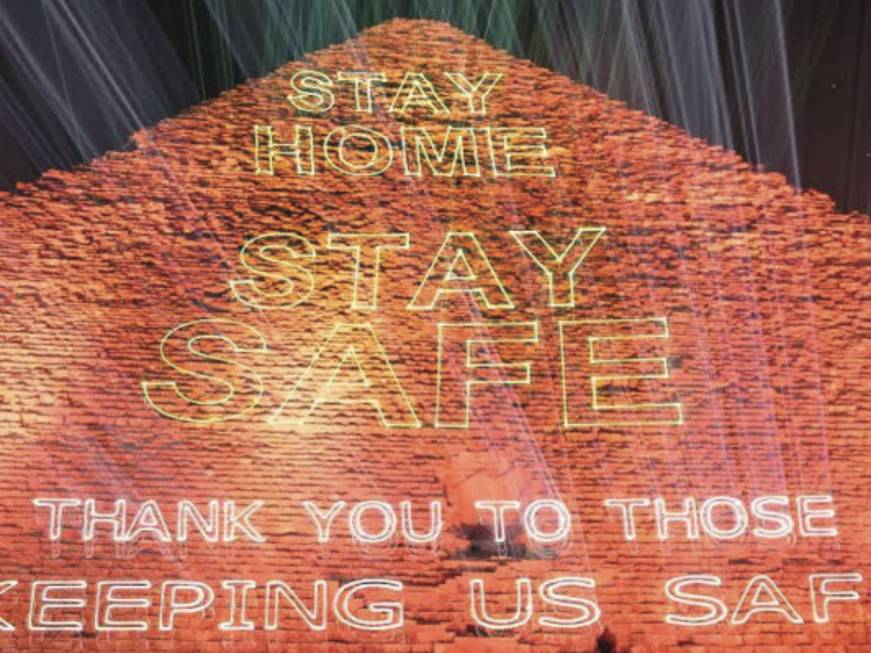 STAY
HOME
STAY
SAFE
THANK YOU TO THOSE
KEEPING US SAF